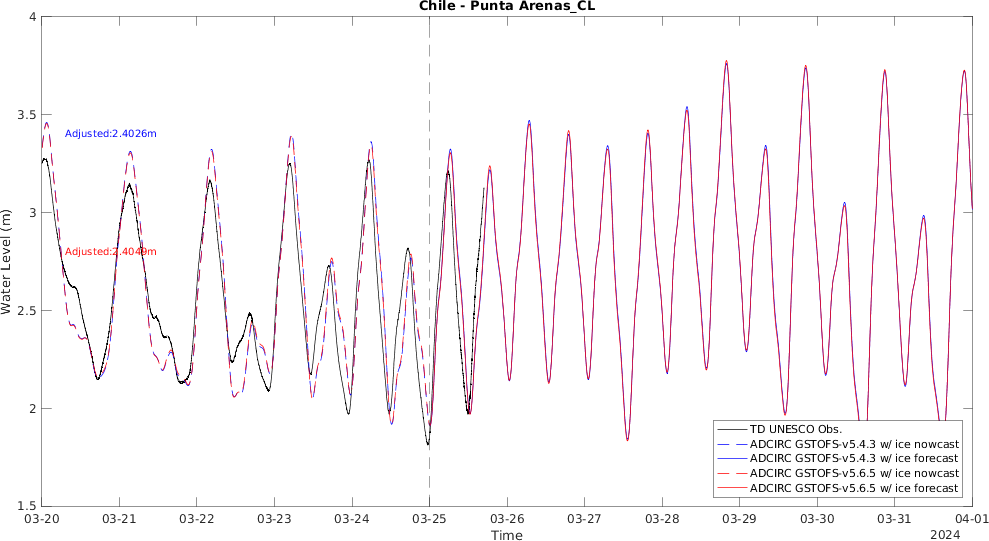 Chile - Punta Arenas_CL
4
3.5
3
2.5
2
1.5
Water Level (m)
Adjusted:2.4026m
Adjusted:2.4049m
TD UNESCO Obs.
ADCIRC GSTOFS-v5.4.3 w/ ice nowcast
ADCIRC GSTOFS-v5.4.3 w/ ice forecast
ADCIRC GSTOFS-v5.6.5 w/ ice nowcast
ADCIRC GSTOFS-v5.6.5 w/ ice forecast
03-20 03-21 03-22 03-23 03-24 03-25 03-26 03-27 03-28 03-29 03-30 03-31 04-01
Time
2024